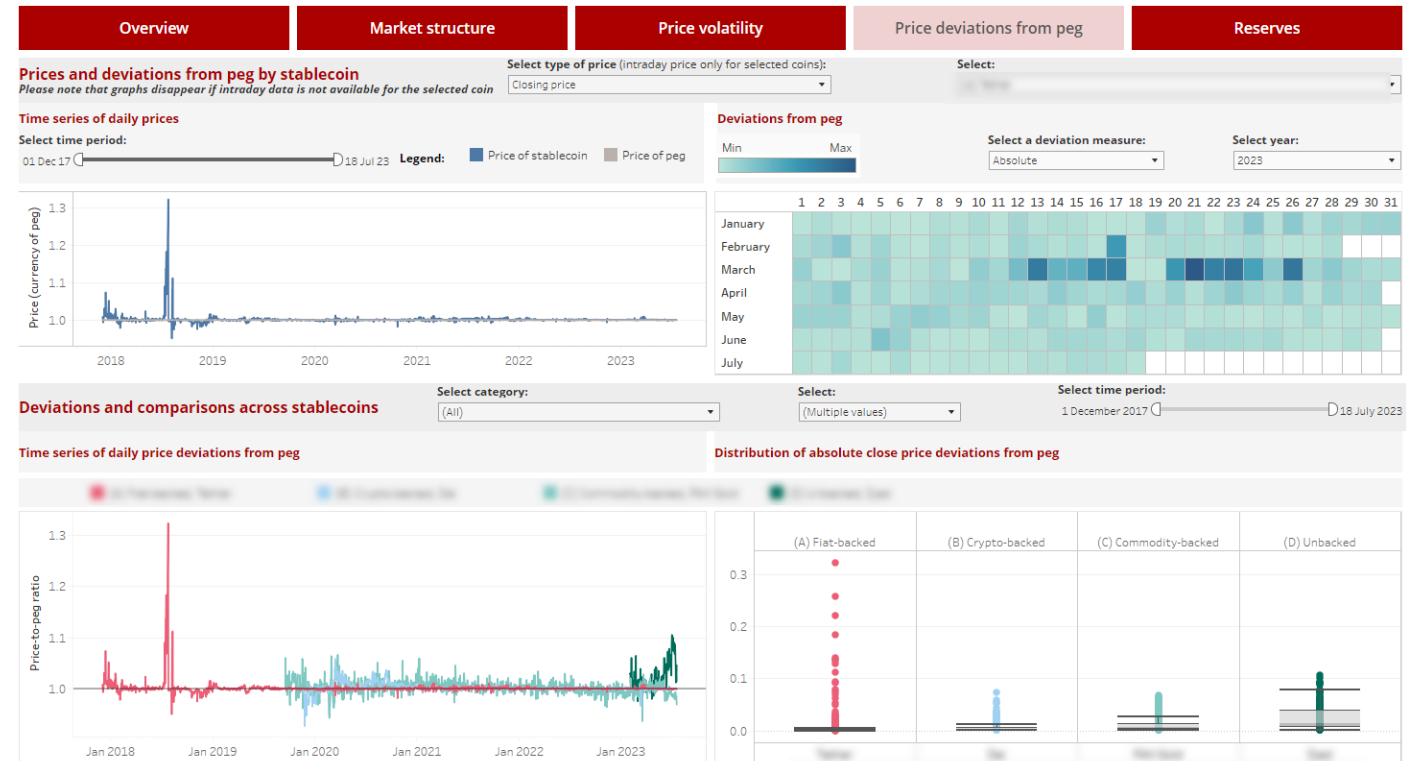 Overview Market structure Price volatility Price deviations from peg Reserves
Prices and deviations from peg by stablecoin
Please note that graphs disappear if intraday data is not available for the selected coin
Select type of price (intraday price only for selected coins):
Closing price
Select:
Time series of daily prices
Select time period:
01 Dec 17 18 Jul 23 Legend: Price of stablecoin Price of peg
Price (currency of peg)
1.3
1.2
1.1
1.0
2018 2019 2020 2021 2022 2023
Deviations from peg
Min Max
Select a deviation measure:
Absolute
Select year:
2023
1 2 3 4 5 6 7 8 9 10 11 12 13 14 15 16 17 18 19 20 21 22 23 24 25 26 27 28 29 30 31
January
February
March
April
May
June
July
Deviations and comparisons across stablecoins
Select category:
(All)
Select:
(Multiple values)
Select time period:
1 December 2017 18 July 2023
Time series of daily price deviations from peg
Price-to-peg ratio
1.3
1.2
1.1
1.0
Jan 2018 Jan 2019 Jan 2020 Jan 2021 Jan 2022 Jan 2023
Distribution of absolute close price deviations from peg
(A) Fiat-backed (B) Crypto-backed (C) Commodity-backed (D) Unbacked
0.3
0.2
0.1
0.0